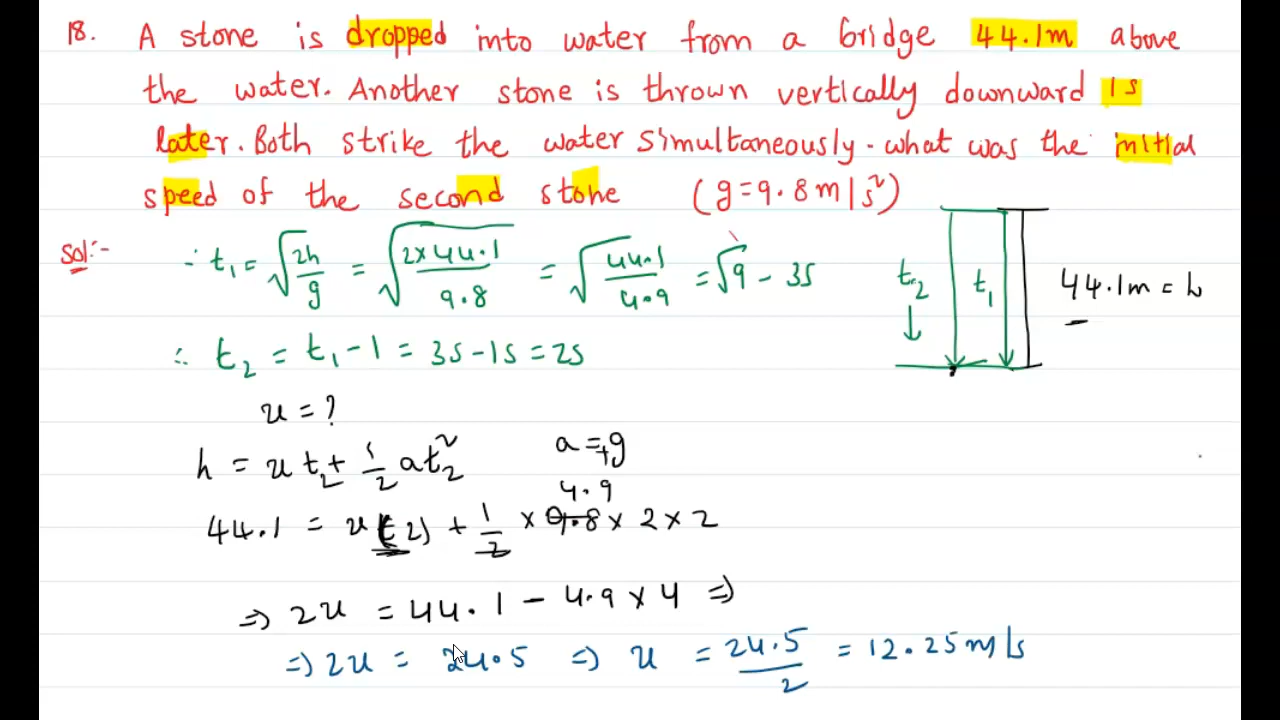 18. A stone is dropped into water from a bridge 44.1m above
the water. Another stone is thrown vertically downward 1s
later. Both strike the water simultaneously. what was the initial
speed of the second stone (g=9.8m/s²)
Sol:-
∴ t₁ = √(2h/g) = √(2×44.1/9.8) = √(44.1/4.9) = √9 - 3s
t₂ ↓ t₁ 44.1m = h
∴ t₂ = t₁ - 1 = 3s - 1s = 2s
u = ?
h = u t₂ + 1/2 at₂² a = +g
4.9
44.1 = u(2) + 1/2 × 9.8 × 2 × 2
⇒ 2u = 44.1 - 4.9 × 4 ⇒
⇒ 2u = 24.5 ⇒ u = 24.5/2 = 12.25 m/s